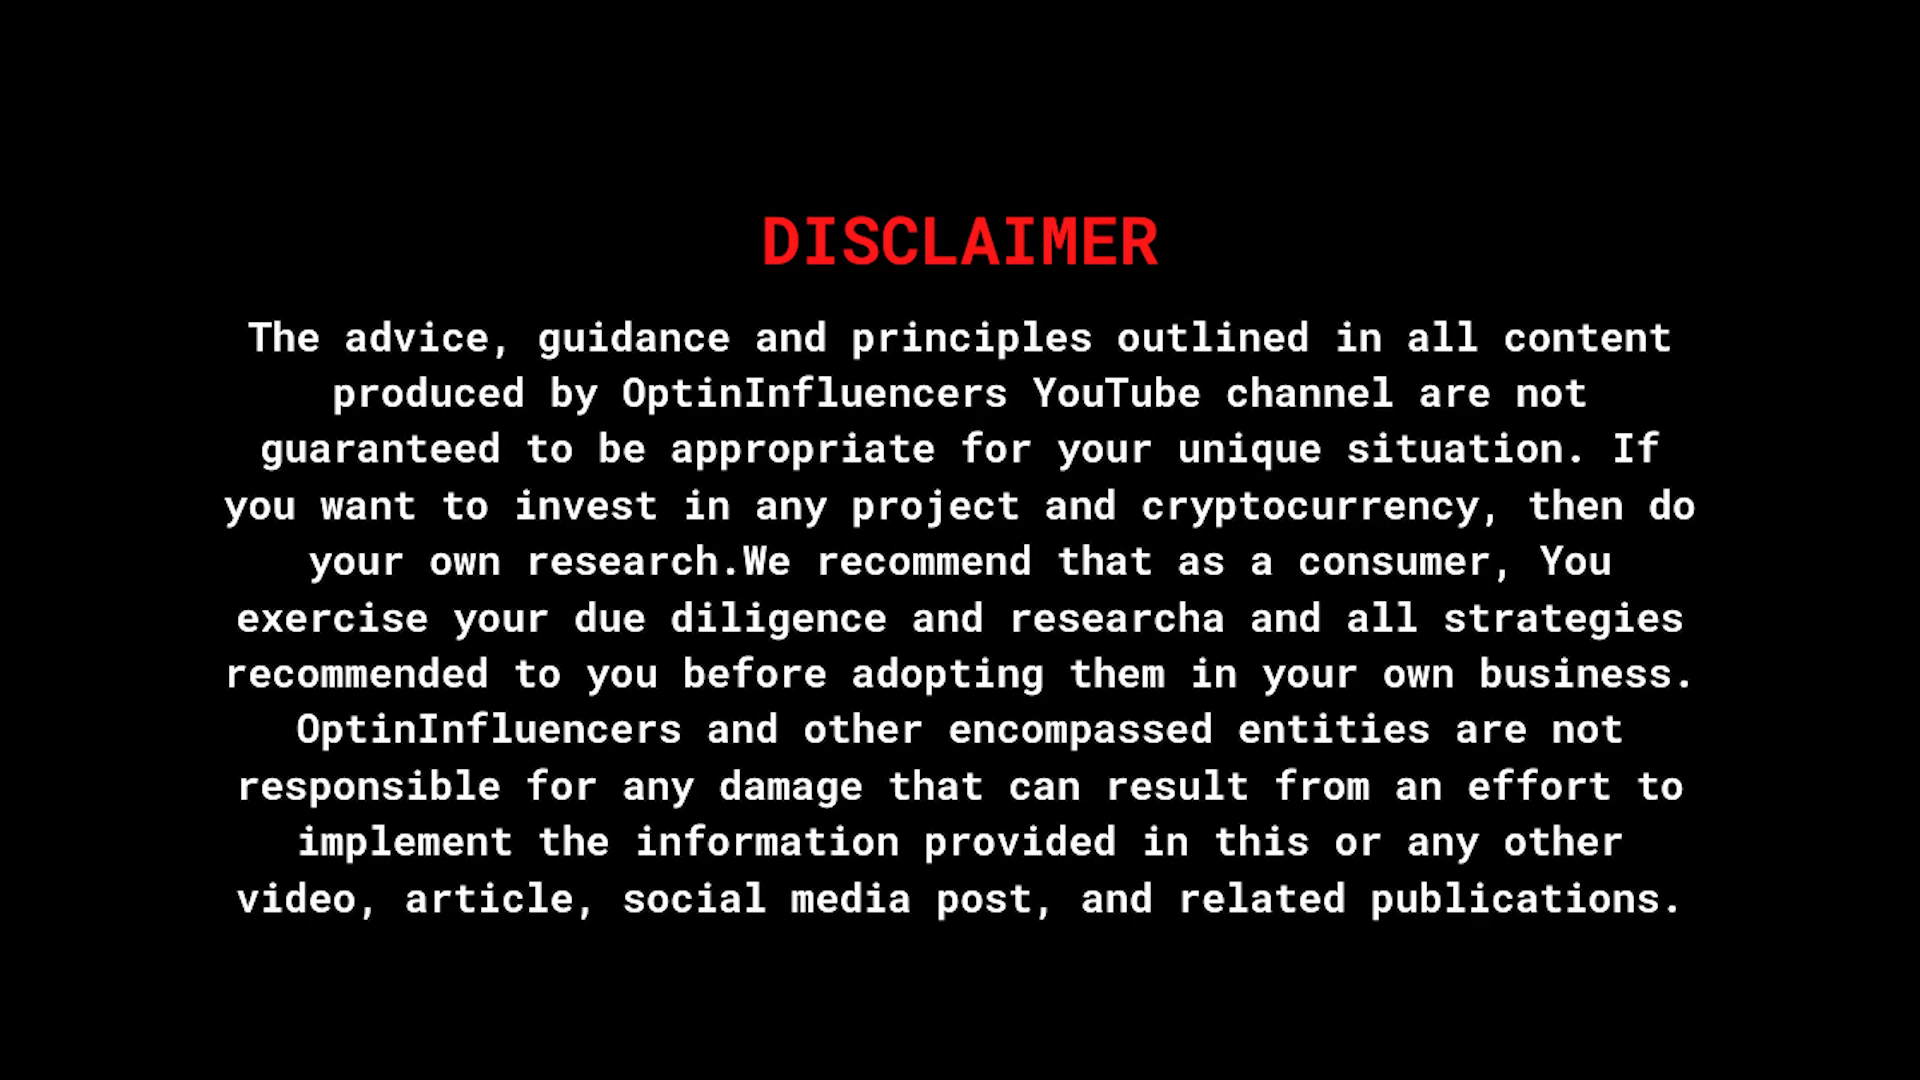 DISCLAIMER
The advice, guidance and principles outlined in all content
produced by OptinInfluencers YouTube channel are not
guaranteed to be appropriate for your unique situation. If
you want to invest in any project and cryptocurrency, then do
your own research.We recommend that as a consumer, You
exercise your due diligence and researcha and all strategies
recommended to you before adopting them in your own business.
OptinInfluencers and other encompassed entities are not
responsible for any damage that can result from an effort to
implement the information provided in this or any other
video, article, social media post, and related publications.